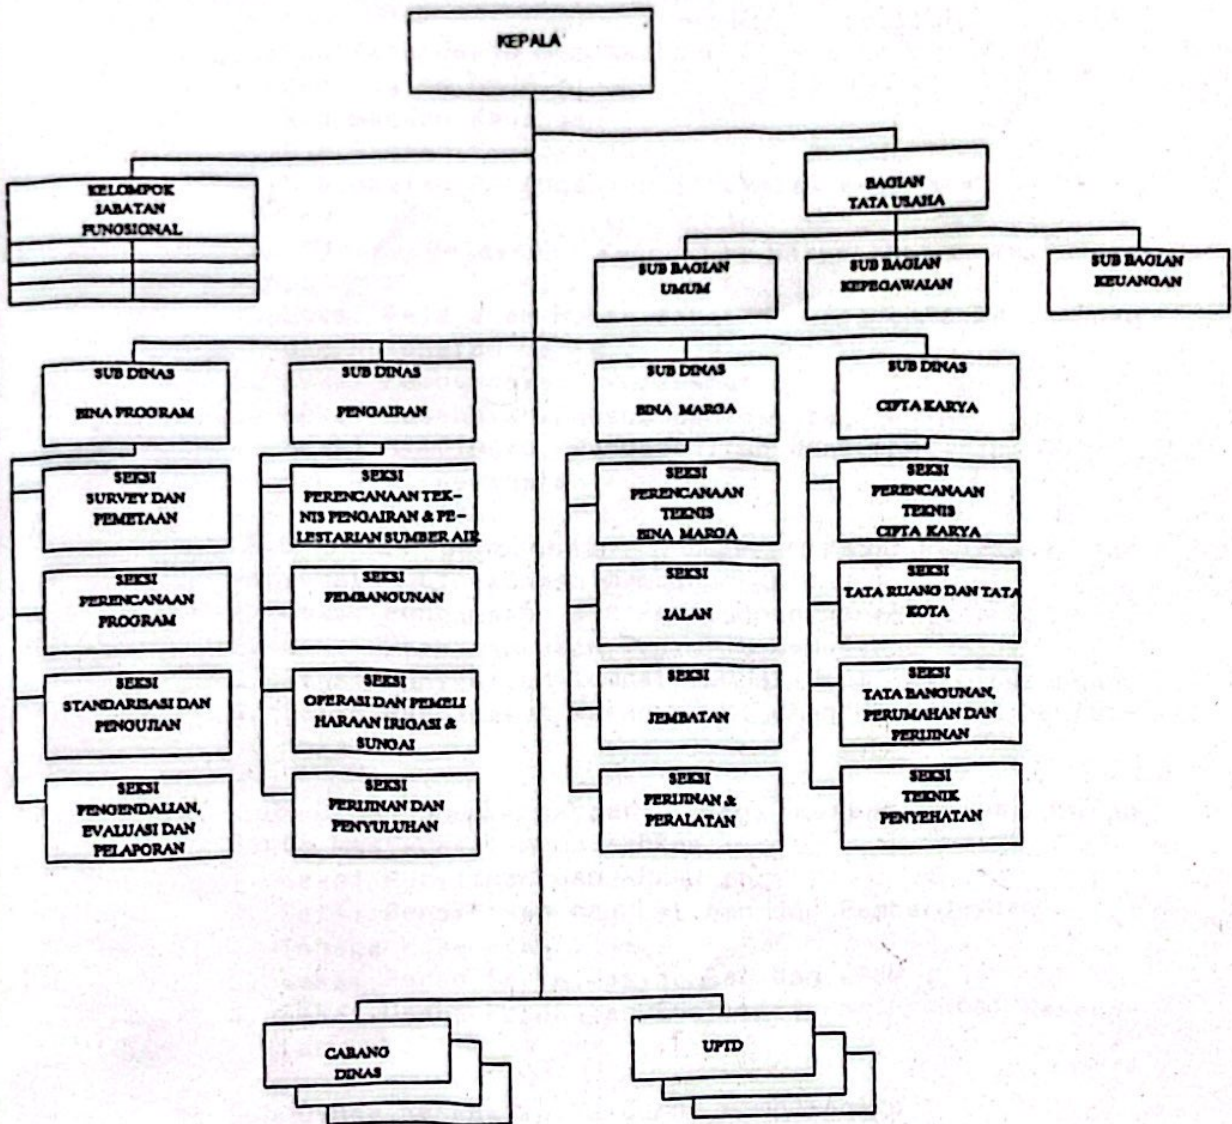 KEPALA
KELOMPOK
JABATAN
FUNGSIONAL
BAGIAN
TATA USAHA
SUB BAGIAN
UMUM
SUB BAGIAN
KEPEGAWAIAN
SUB BAGIAN
KEUANGAN
SUB DINAS
BINA PROGRAM
SUB DINAS
PENGAIRAN
SUB DINAS
BINA MARGA
SUB DINAS
CIPTA KARYA
SEKSI
SURVEY DAN
PEMETAAN
SEKSI
PERENCANAAN TEK-
NIS PENGAIRAN & PE-
LESTARIAN SUMBER AIR
SEKSI
PERENCANAAN
TEKNIS
BINA MARGA
SEKSI
PERENCANAAN
TEKNIS
CIPTA KARYA
SEKSI
PERENCANAAN
PROGRAM
SEKSI
PEMBANGUNAN
SEKSI
JALAN
SEKSI
TATA RUANG DAN TATA
KOTA
SEKSI
STANDARISASI DAN
PENGUJIAN
SEKSI
OPERASI DAN PEMELI
HARAAN IRIGASI &
SUNGAI
SEKSI
JEMBATAN
SEKSI
TATA BANGUNAN,
PERUMAHAN DAN
PERIJINAN
SEKSI
PENGENDALIAN,
EVALUASI DAN
PELAPORAN
SEKSI
PERIJINAN DAN
PENYULUHAN
SEKSI
PERIJINAN &
PERALATAN
SEKSI
TEKNIK
PENYEHATAN
CABANG
DINAS
UPTD